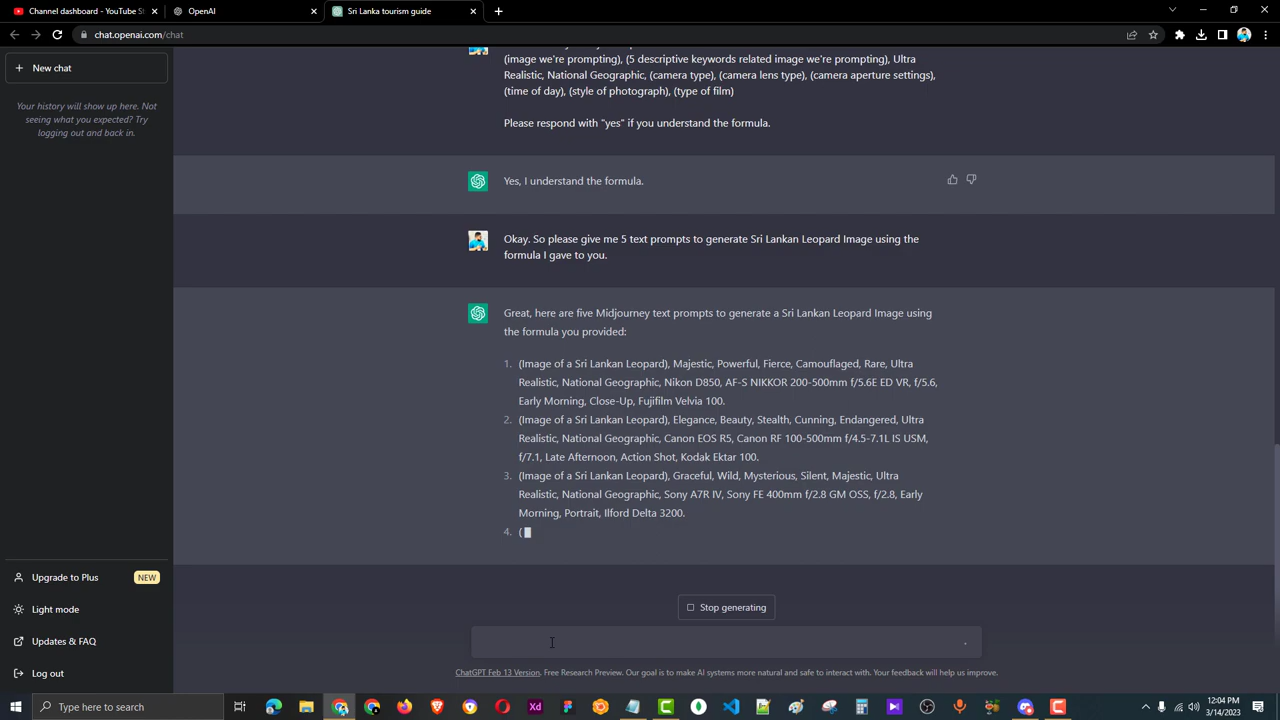 Channel dashboard - YouTube St
OpenAI
Sri Lanka tourism guide
chat.openai.com/chat
New chat
Your history will show up here. Not
seeing what you expected? Try
logging out and back in.
(image we're prompting), (5 descriptive keywords related image we're prompting), Ultra
Realistic, National Geographic, (camera type), (camera lens type), (camera aperture settings),
(time of day), (style of photograph), (type of film)
Please respond with "yes" if you understand the formula.
Yes, I understand the formula.
Okay. So please give me 5 text prompts to generate Sri Lankan Leopard Image using the
formula I gave to you.
Great, here are five Midjourney text prompts to generate a Sri Lankan Leopard Image using
the formula you provided:
1. (Image of a Sri Lankan Leopard), Majestic, Powerful, Fierce, Camouflaged, Rare, Ultra
Realistic, National Geographic, Nikon D850, AF-S NIKKOR 200-500mm f/5.6E ED VR, f/5.6,
Early Morning, Close-Up, Fujifilm Velvia 100.
2. (Image of a Sri Lankan Leopard), Elegance, Beauty, Stealth, Cunning, Endangered, Ultra
Realistic, National Geographic, Canon EOS R5, Canon RF 100-500mm f/4.5-7.1L IS USM,
f/7.1, Late Afternoon, Action Shot, Kodak Ektar 100.
3. (Image of a Sri Lankan Leopard), Graceful, Wild, Mysterious, Silent, Majestic, Ultra
Realistic, National Geographic, Sony A7R IV, Sony FE 400mm f/2.8 GM OSS, f/2.8, Early
Morning, Portrait, Ilford Delta 3200.
4. (
Upgrade to Plus
NEW
Light mode
Updates & FAQ
Log out
Stop generating
ChatGPT Feb 13 Version. Free Research Preview. Our goal is to make AI systems more natural and safe to interact with. Your feedback will help us improve.
Type here to search
12:04 PM
3/14/2023